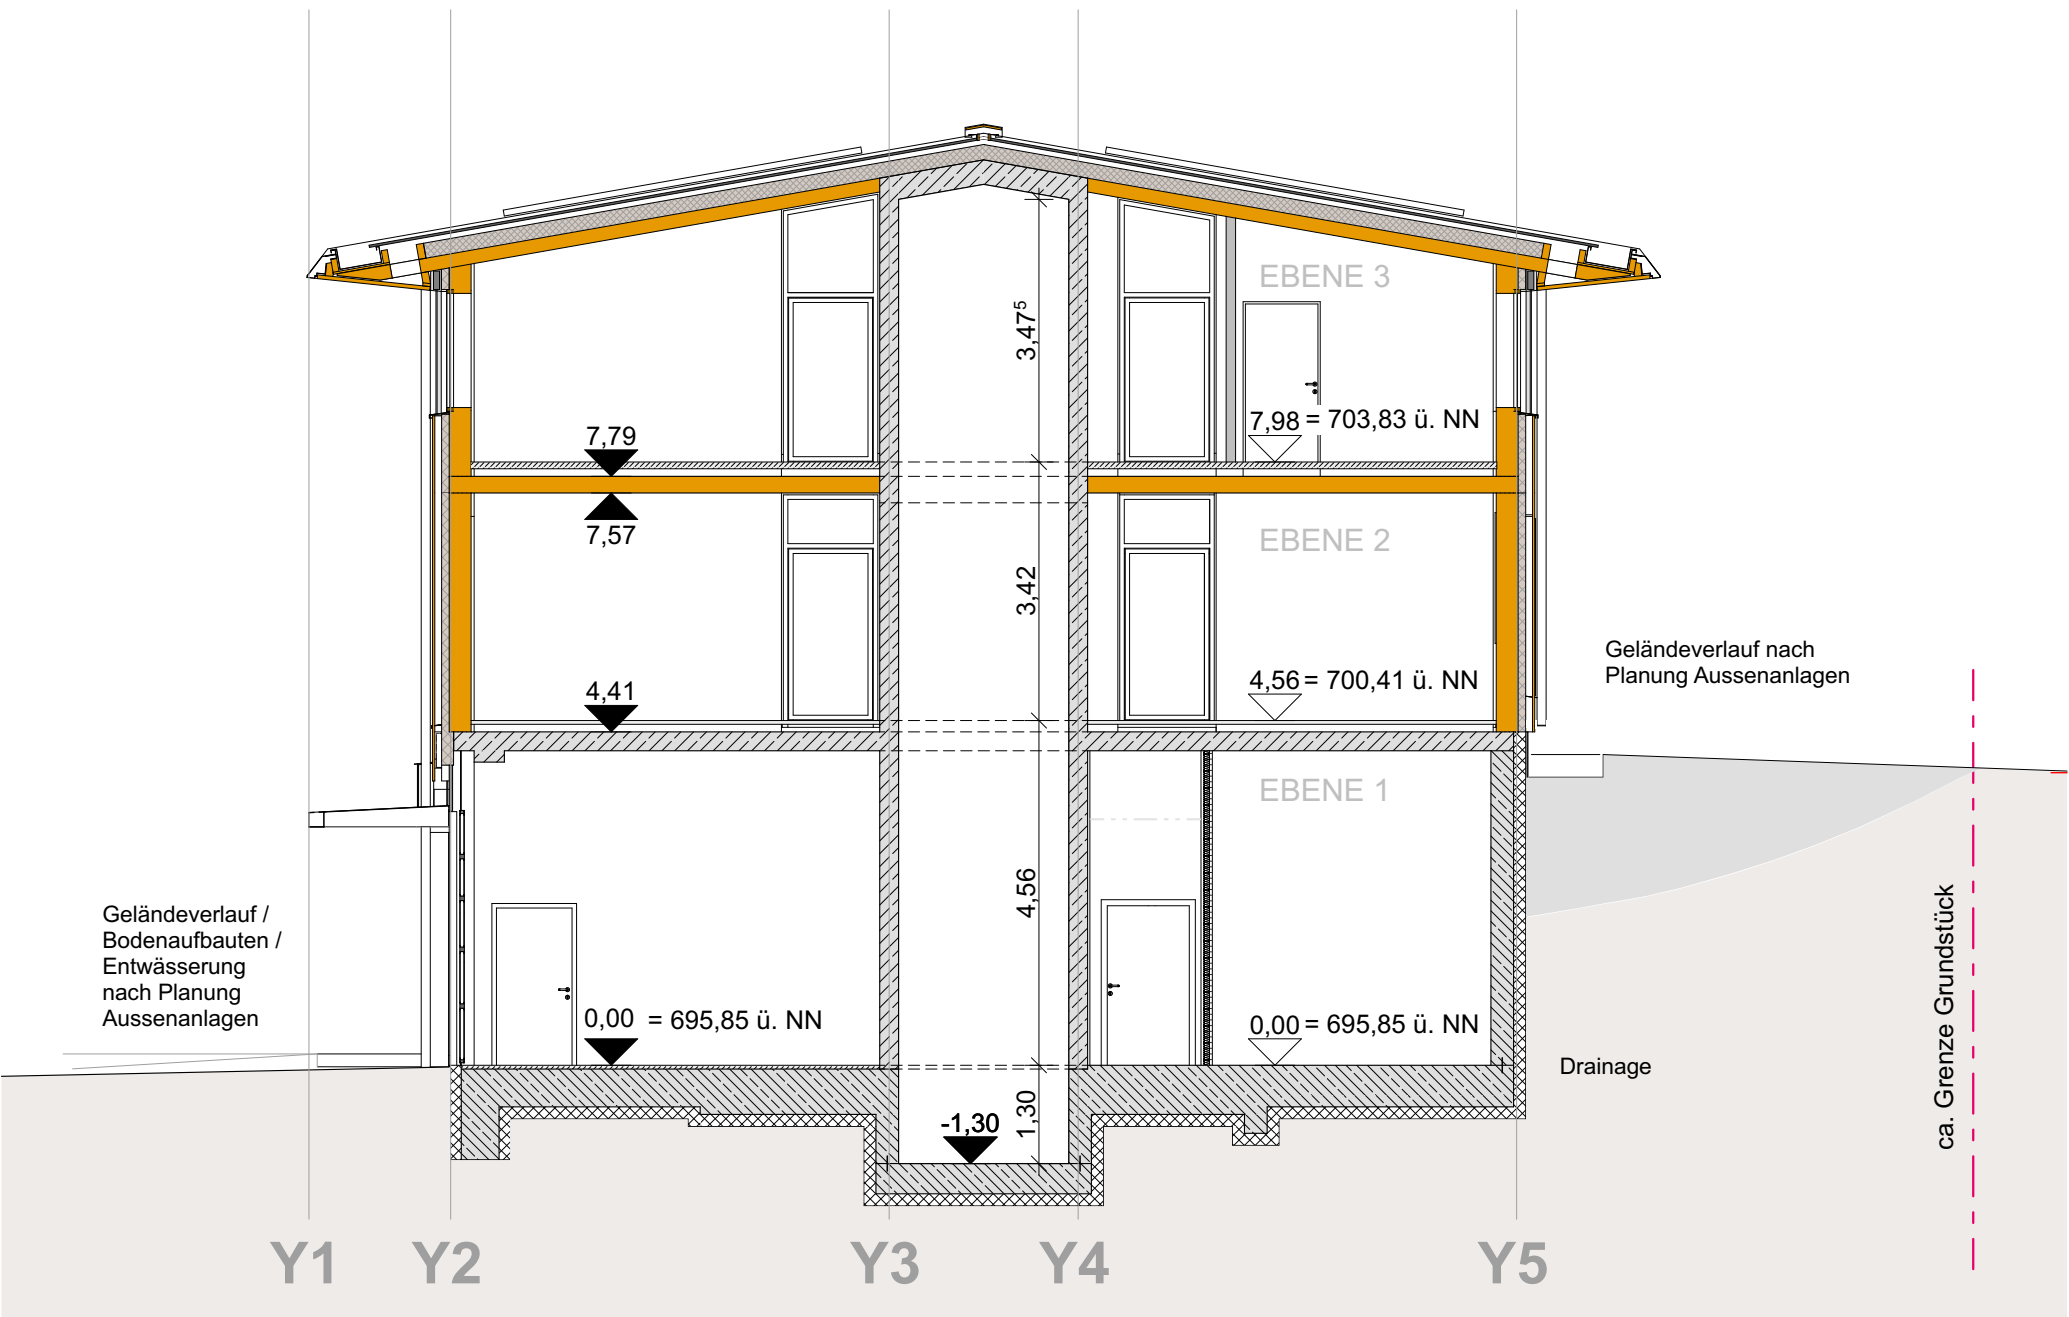 EBENE 3
3,47⁵
7,79
7,98 = 703,83 ü. NN
7,57
EBENE 2
3,42
4,41
4,56 = 700,41 ü. NN
Geländeverlauf nach
Planung Aussenanlagen
EBENE 1
4,56
Geländeverlauf /
Bodenaufbauten /
Entwässerung
nach Planung
Aussenanlagen
0,00 = 695,85 ü. NN
0,00 = 695,85 ü. NN
Drainage
ca. Grenze Grundstück
-1,30
1,30
Y1
Y2
Y3
Y4
Y5